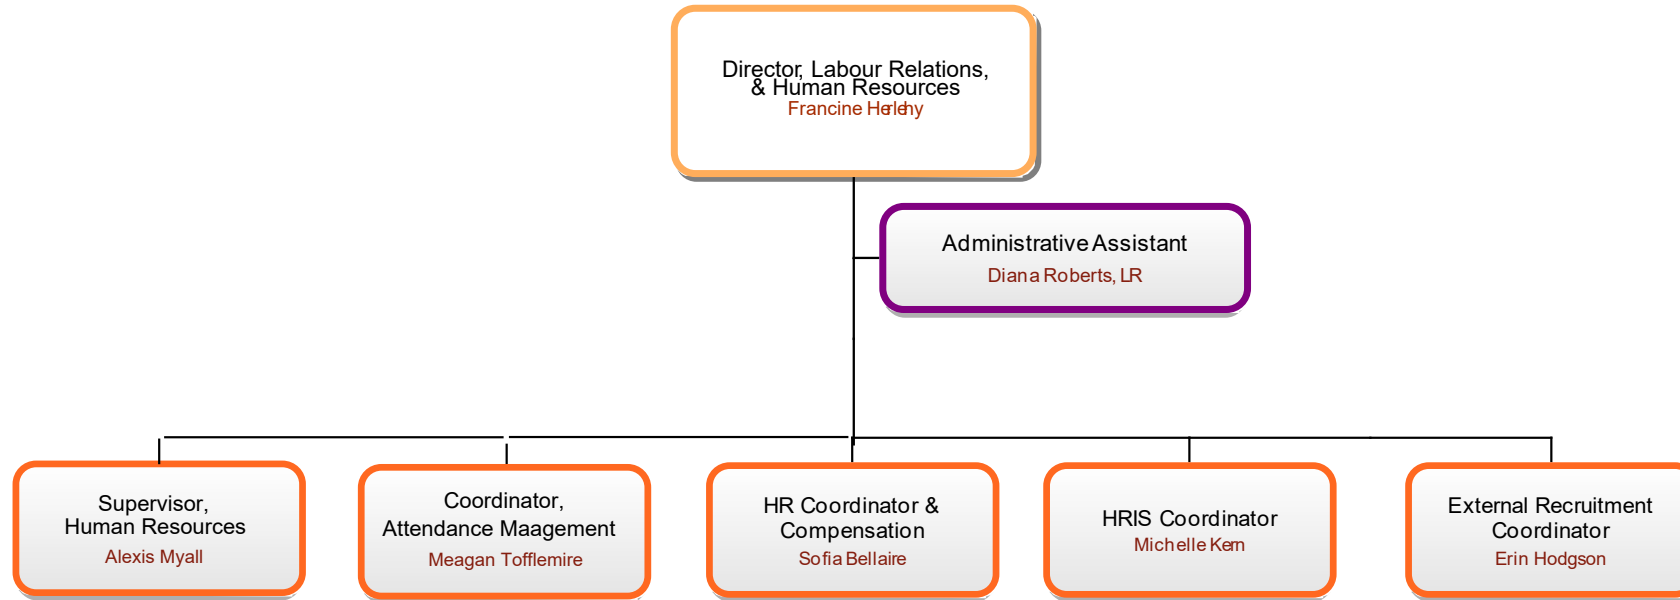 Director, Labour Relations,
& Human Resources
Francine Herlehy
Administrative Assistant
Diana Roberts, LR
Supervisor,
Human Resources
Alexis Myall
Coordinator,
Attendance Maagement
Meagan Tofflemire
HR Coordinator &
Compensation
Sofia Bellaire
HRIS Coordinator
Michelle Kern
External Recruitment
Coordinator
Erin Hodgson